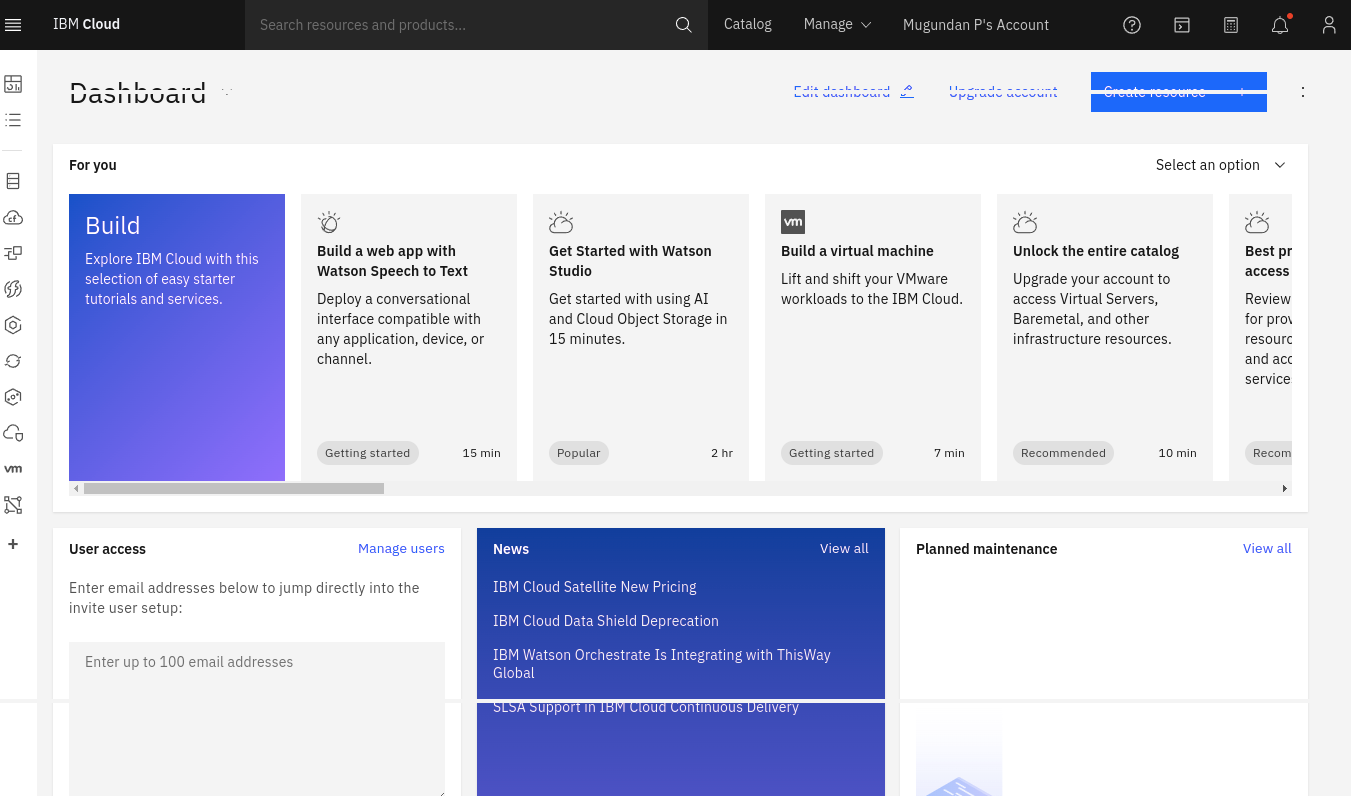 IBM Cloud
Search resources and products...
Catalog
Manage
Mugundan P's Account
Dashboard
Edit dashboard
Upgrade account
Create resource +
For you
Select an option
Build
Explore IBM Cloud with this
selection of easy starter
tutorials and services.
Build a web app with
Watson Speech to Text
Deploy a conversational
interface compatible with
any application, device, or
channel.
Getting started
15 min
Get Started with Watson
Studio
Get started with using AI
and Cloud Object Storage in
15 minutes.
Popular
2 hr
vm
Build a virtual machine
Lift and shift your VMware
workloads to the IBM Cloud.
Getting started
7 min
Unlock the entire catalog
Upgrade your account to
access Virtual Servers,
Baremetal, and other
infrastructure resources.
Recommended
10 min
Best pr
access
Review
for prov
resourc
and acc
service
Recom
cf
vm
User access
Manage users
Enter email addresses below to jump directly into the
invite user setup:
Enter up to 100 email addresses
News
View all
IBM Cloud Satellite New Pricing
IBM Cloud Data Shield Deprecation
IBM Watson Orchestrate Is Integrating with ThisWay
Global
SLSA Support in IBM Cloud Continuous Delivery
Planned maintenance
View all